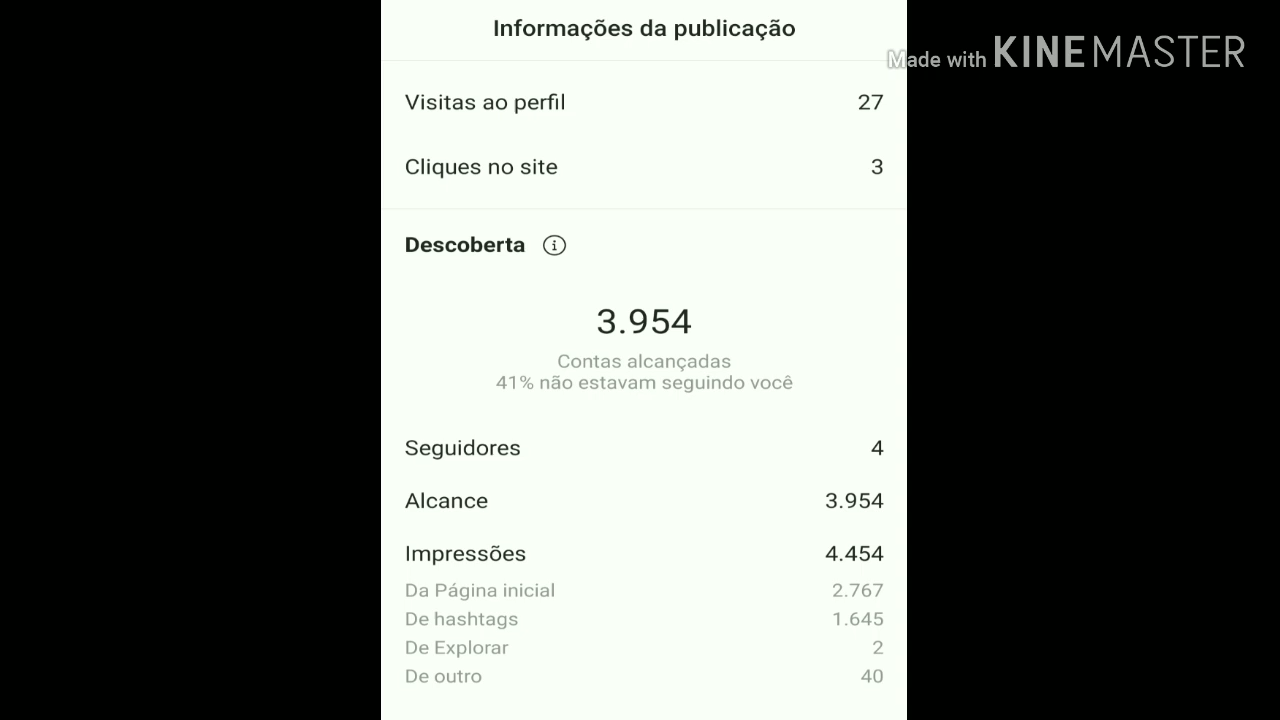 Informações da publicação
Made with KINEMASTER
Visitas ao perfil 27
Cliques no site 3
Descoberta
3.954
Contas alcançadas
41% não estavam seguindo você
Seguidores 4
Alcance 3.954
Impressões 4.454
Da Página inicial 2.767
De hashtags 1.645
De Explorar 2
De outro 40